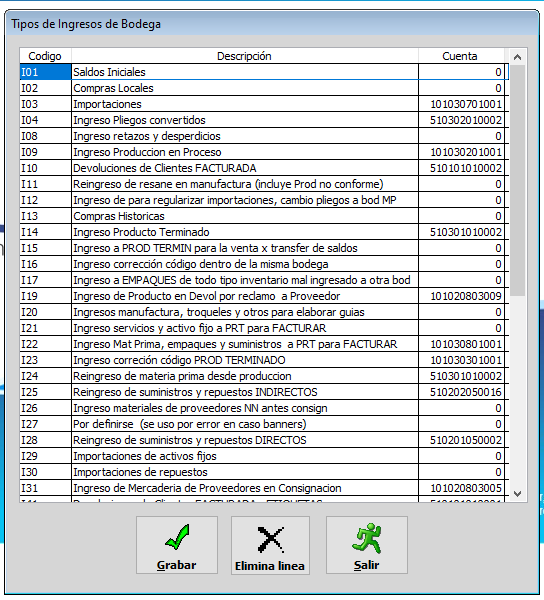 Tipos de Ingresos de Bodega
Codigo Descripción Cuenta
I01 Saldos Iniciales 0
I02 Compras Locales 0
I03 Importaciones 101030701001
I04 Ingreso Pliegos convertidos 510302010002
I08 Ingreso retazos y desperdicios 0
I09 Ingreso Produccion en Proceso 101030201001
I10 Devoluciones de Clientes FACTURADA 510101010002
I11 Reingreso de resane en manufactura (incluye Prod no conforme) 0
I12 Ingreso de para regularizar importaciones, cambio pliegos a bod MP 0
I13 Compras Historicas 0
I14 Ingreso Producto Terminado 510301010002
I15 Ingreso a PROD TERMIN para la venta x transfer de saldos 0
I16 Ingreso corrección código dentro de la misma bodega 0
I17 Ingreso a EMPAQUES de todo tipo inventario mal ingresado a otra bod 0
I19 Ingreso de Producto en Devol por reclamo a Proveedor 101020803009
I20 Ingresos manufactura, troqueles y otros para elaborar guias 0
I21 Ingreso servicios y activo fijo a PRT para FACTURAR 0
I22 Ingreso Mat Prima, empaques y suministros a PT para FACTURAR 101030801001
I23 Ingreso correción código PROD TERMINADO 101030301001
I24 Reingreso de materia prima desde produccion 510301010002
I25 Reingreso de suministros y repuestos INDIRECTOS 510202050016
I26 Ingreso materiales de proveedores NN antes consign 0
I27 Por definirse (se uso por error en caso banners) 0
I28 Reingreso de suministros y repuestos DIRECTOS 510201050002
I29 Importaciones de activos fijos 0
I30 Importaciones de repuestos 0
I31 Ingreso de Mercaderia de Proveedores en Consignacion 101020803005
Grabar Elimina linea Salir